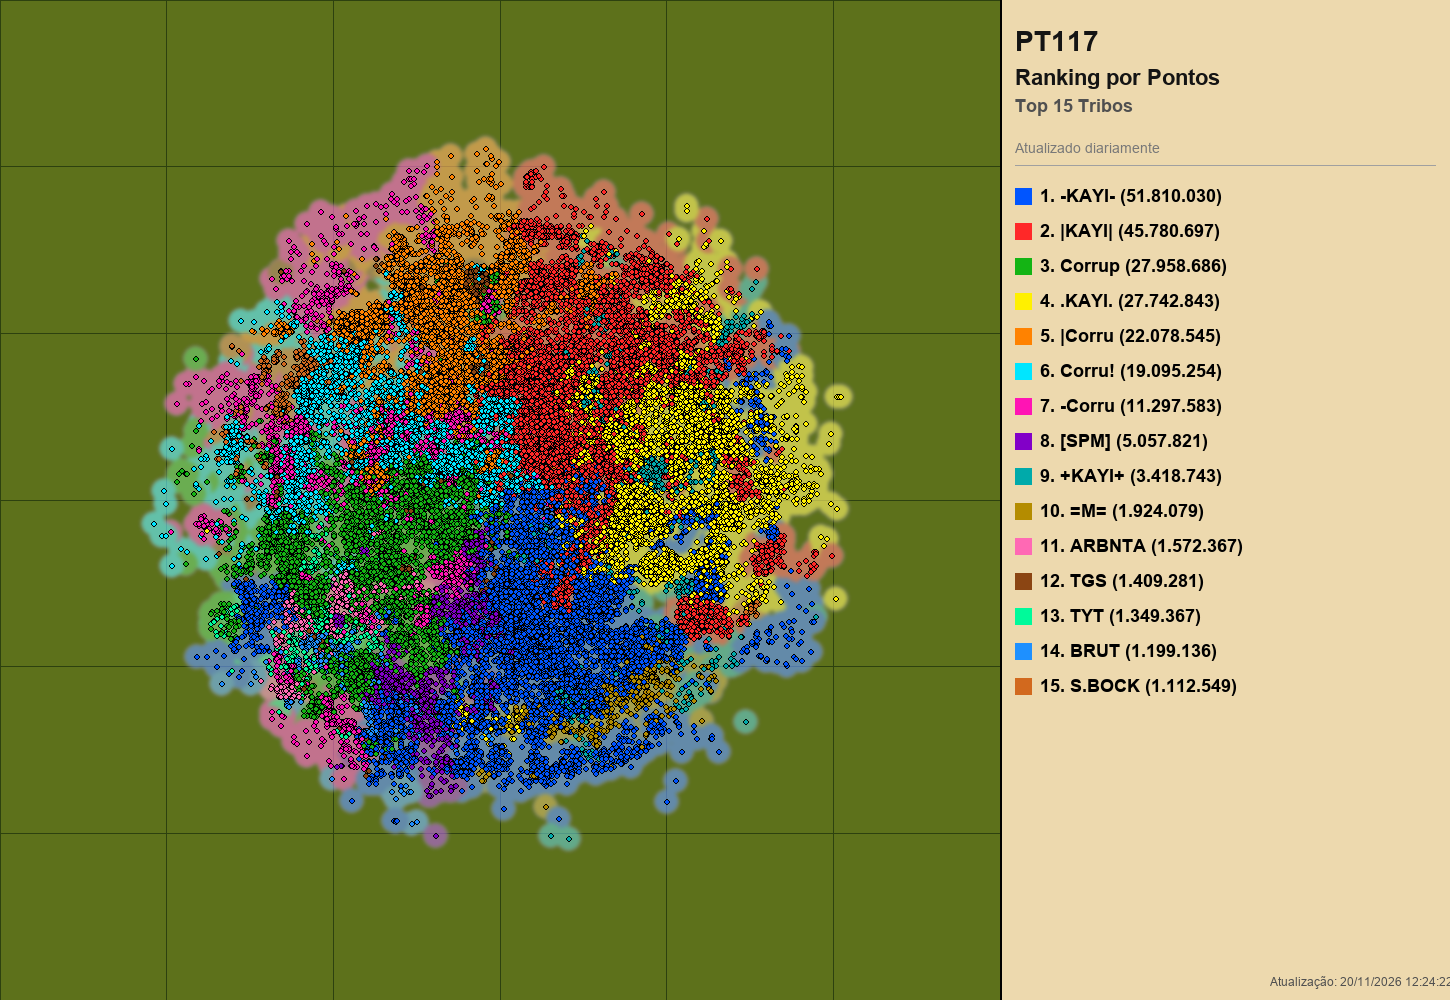 PT117
Ranking por Pontos
Top 15 Tribos
Atualizado diariamente
1. -KAYI- (51.810.030)
2. |KAYI| (45.780.697)
3. Corrup (27.958.686)
4. .KAYI. (27.742.843)
5. |Corru (22.078.545)
6. Corru! (19.095.254)
7. -Corru (11.297.583)
8. [SPM] (5.057.821)
9. +KAYI+ (3.418.743)
10. =M= (1.924.079)
11. ARBNTA (1.572.367)
12. TGS (1.409.281)
13. TYT (1.349.367)
14. BRUT (1.199.136)
15. S.BOCK (1.112.549)
Atualização: 20/11/2026 12:24:22